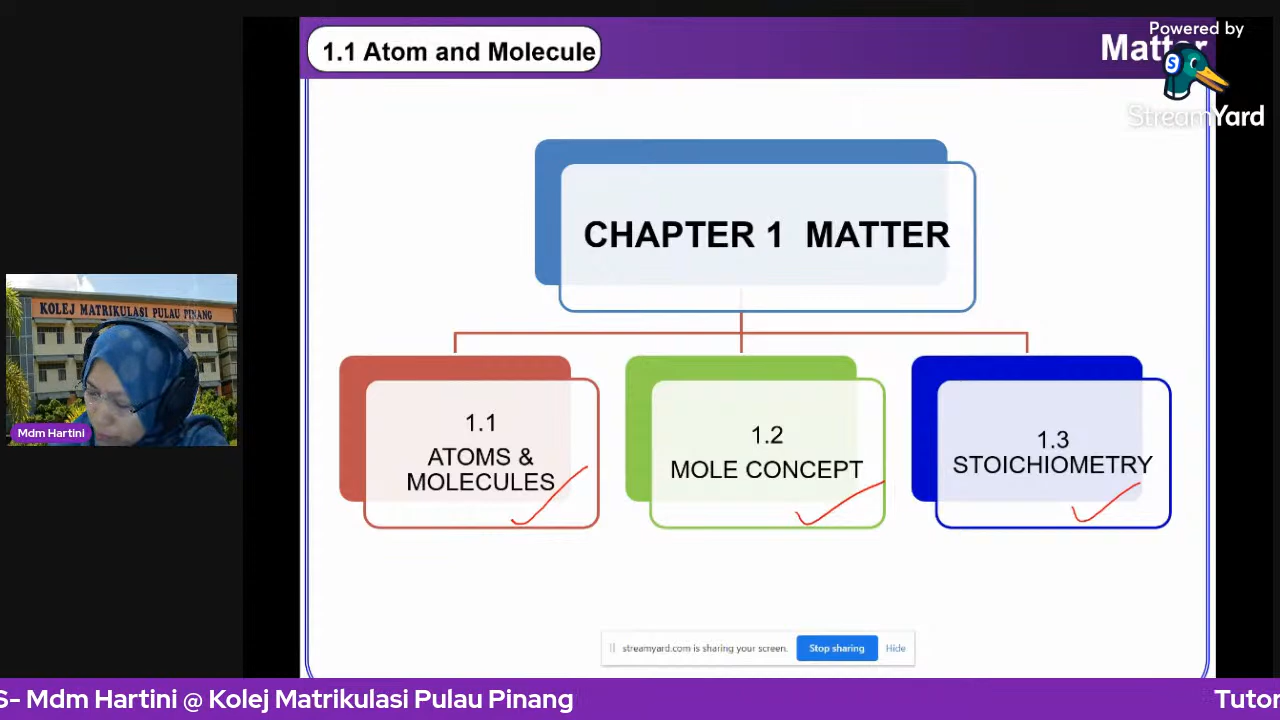 1.1 Atom and Molecule
Matter
Powered by
StreamYard
CHAPTER 1 MATTER
1.1
ATOMS &
MOLECULES
1.2
MOLE CONCEPT
1.3
STOICHIOMETRY
KOLEJ MATRIKULASI PULAU PINANG
Mdm Hartini
streamyard.com is sharing your screen.
Stop sharing
Hide
S- Mdm Hartini @ Kolej Matrikulasi Pulau Pinang
Tutor